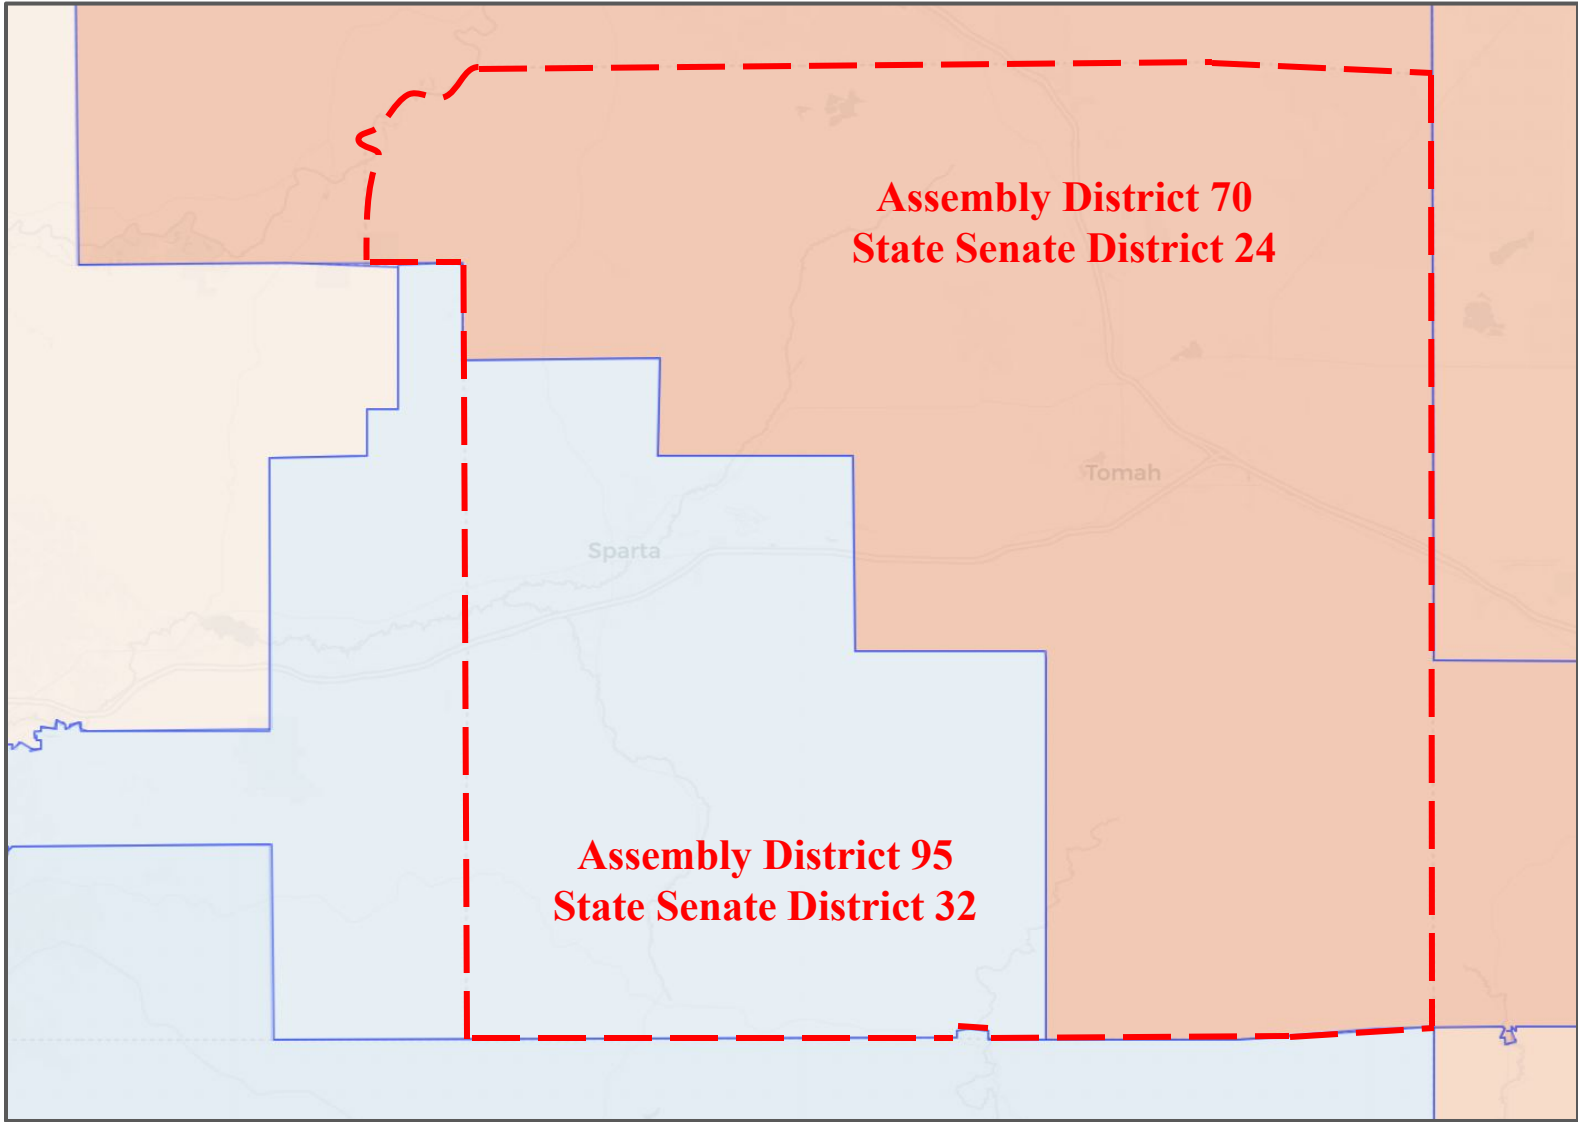 Assembly District 70
State Senate District 24
Tomah
Sparta
Assembly District 95
State Senate District 32